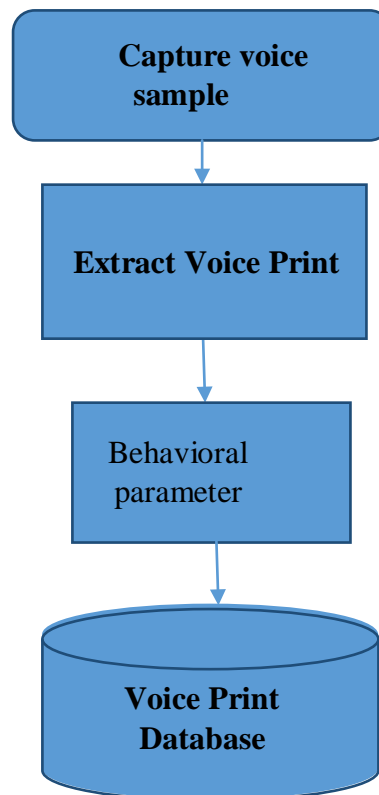 Capture voice
sample
Extract Voice Print
Behavioral
parameter
Voice Print
Database